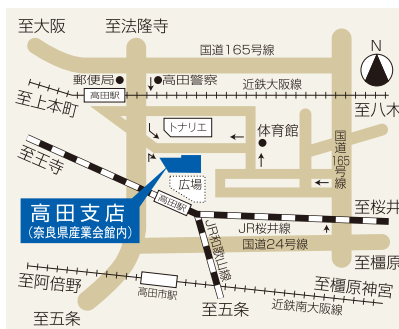 至大阪
至法隆寺
国道165号線
N
郵便局
高田警察
近鉄大阪線
高田駅
至上本町
至八木
トナリエ
体育館
国道165号線
至王寺
広場
高田支店
(奈良県産業会館内)
高田駅
至桜井
JR桜井線
JR和歌山線
国道24号線
至橿原
至阿倍野
高田市駅
至橿原神宮
近鉄南大阪線
至五条
至五条